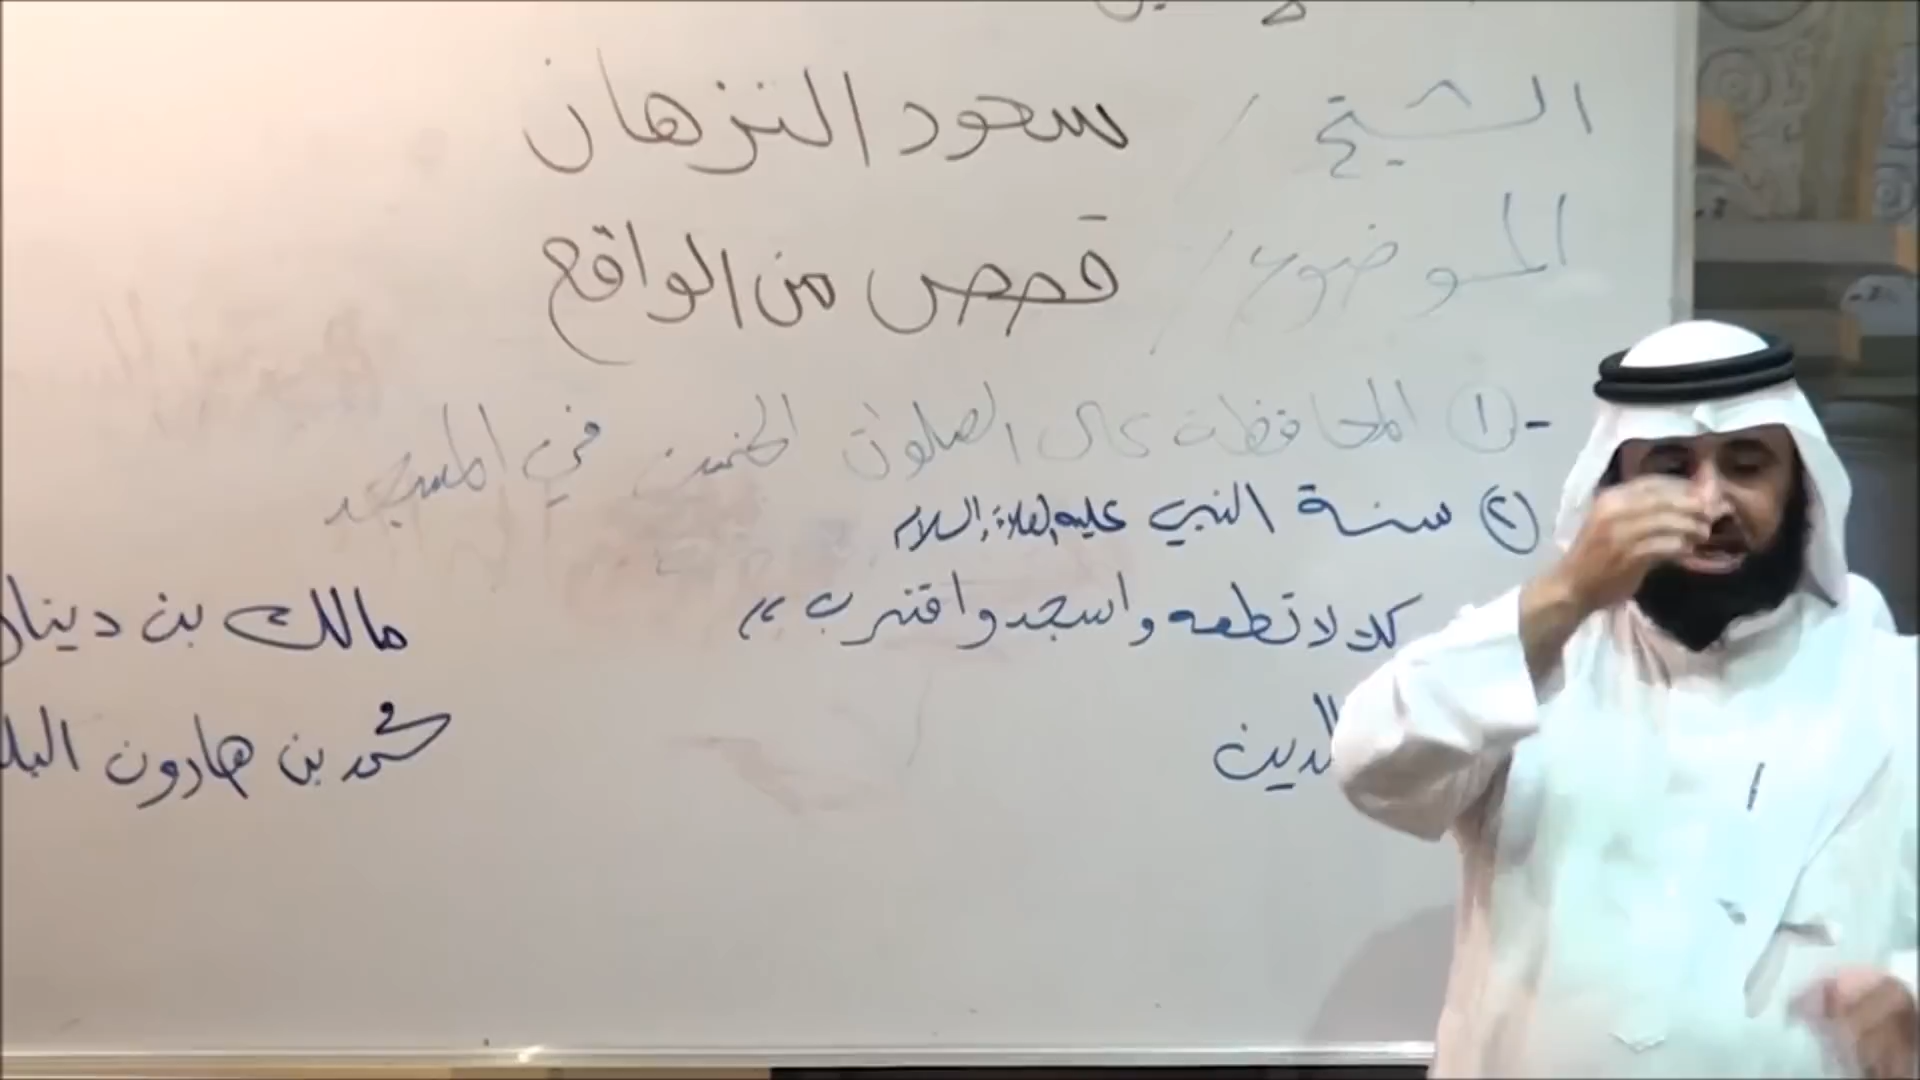 الشيخ / سعود النزهان
الموضوع / قصص من الواقع
- ① المحافظة على الصلوات الخمس في المسجد
② سنة النبي عليه الصلاة والسلام
كلا لا تطعه واسجد واقترب"
مالك بن دينار
الدين
محمد بن هارون